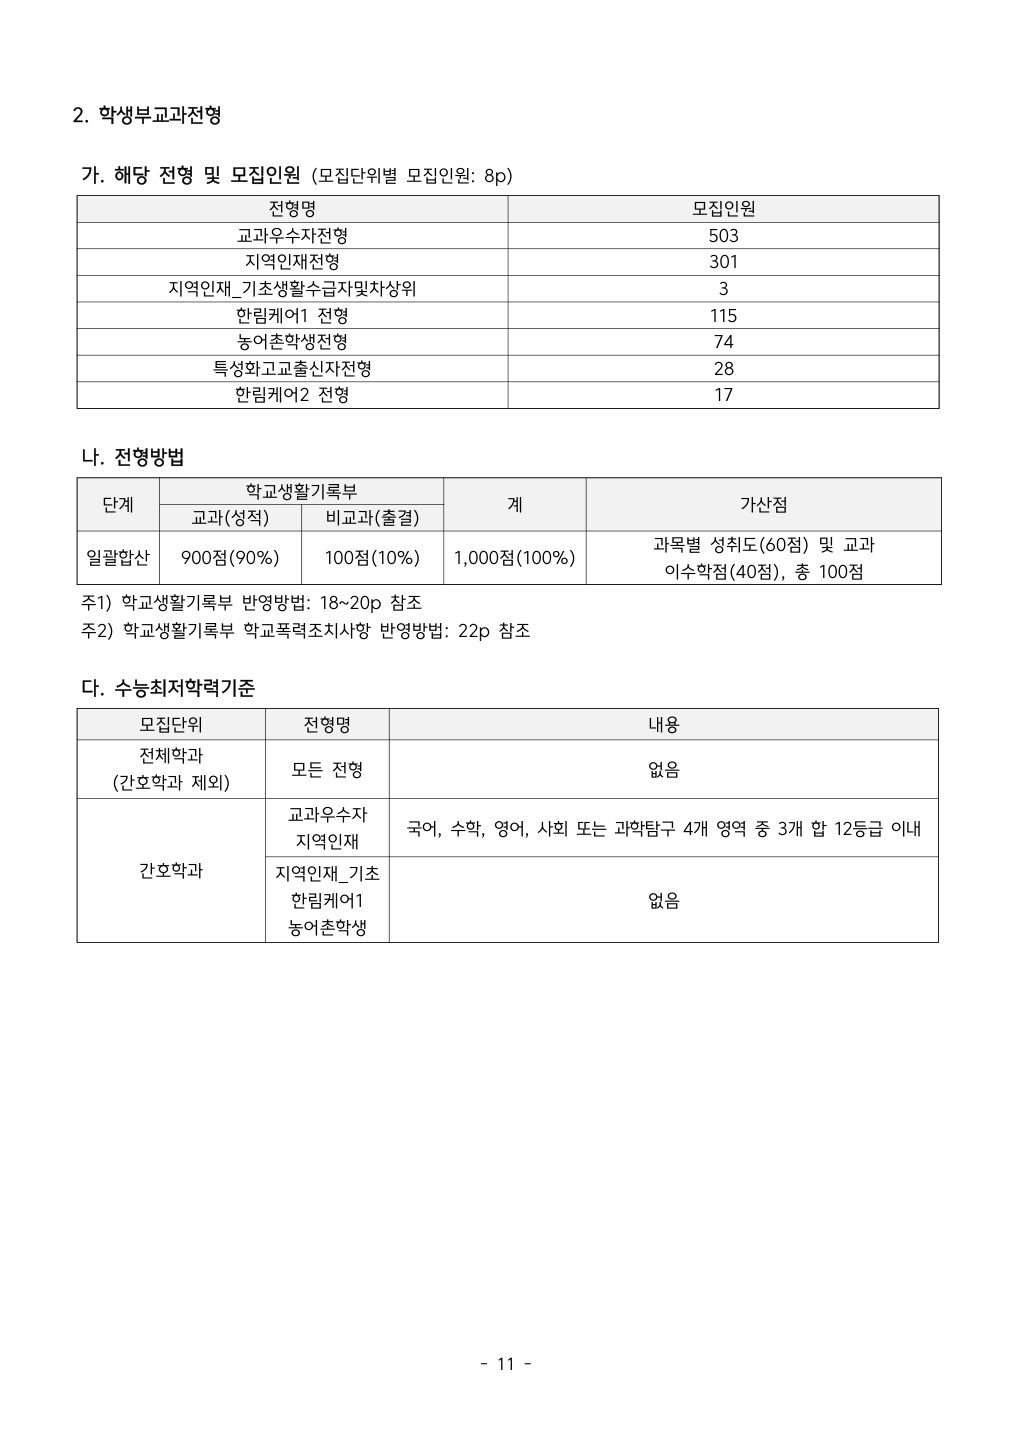 2. 학생부교과전형
가. 해당 전형 및 모집인원 (모집단위별 모집인원: 8p)
전형명 모집인원
교과우수자전형 503
지역인재전형 301
지역인재_기초생활수급자및차상위 3
한림케어1 전형 115
농어촌학생전형 74
특성화고교출신자전형 28
한림케어2 전형 17
나. 전형방법
단계 학교생활기록부 계 가산점
교과(성적) 비교과(출결)
일괄합산 900점(90%) 100점(10%) 1,000점(100%) 과목별 성취도(60점) 및 교과
이수학점(40점), 총 100점
주1) 학교생활기록부 반영방법: 18~20p 참조
주2) 학교생활기록부 학교폭력조치사항 반영방법: 22p 참조
다. 수능최저학력기준
모집단위 전형명 내용
전체학과
(간호학과 제외) 모든 전형 없음
간호학과 교과우수자
지역인재 국어, 수학, 영어, 사회 또는 과학탐구 4개 영역 중 3개 합 12등급 이내
지역인재_기초
한림케어1 없음
농어촌학생
- 11 -